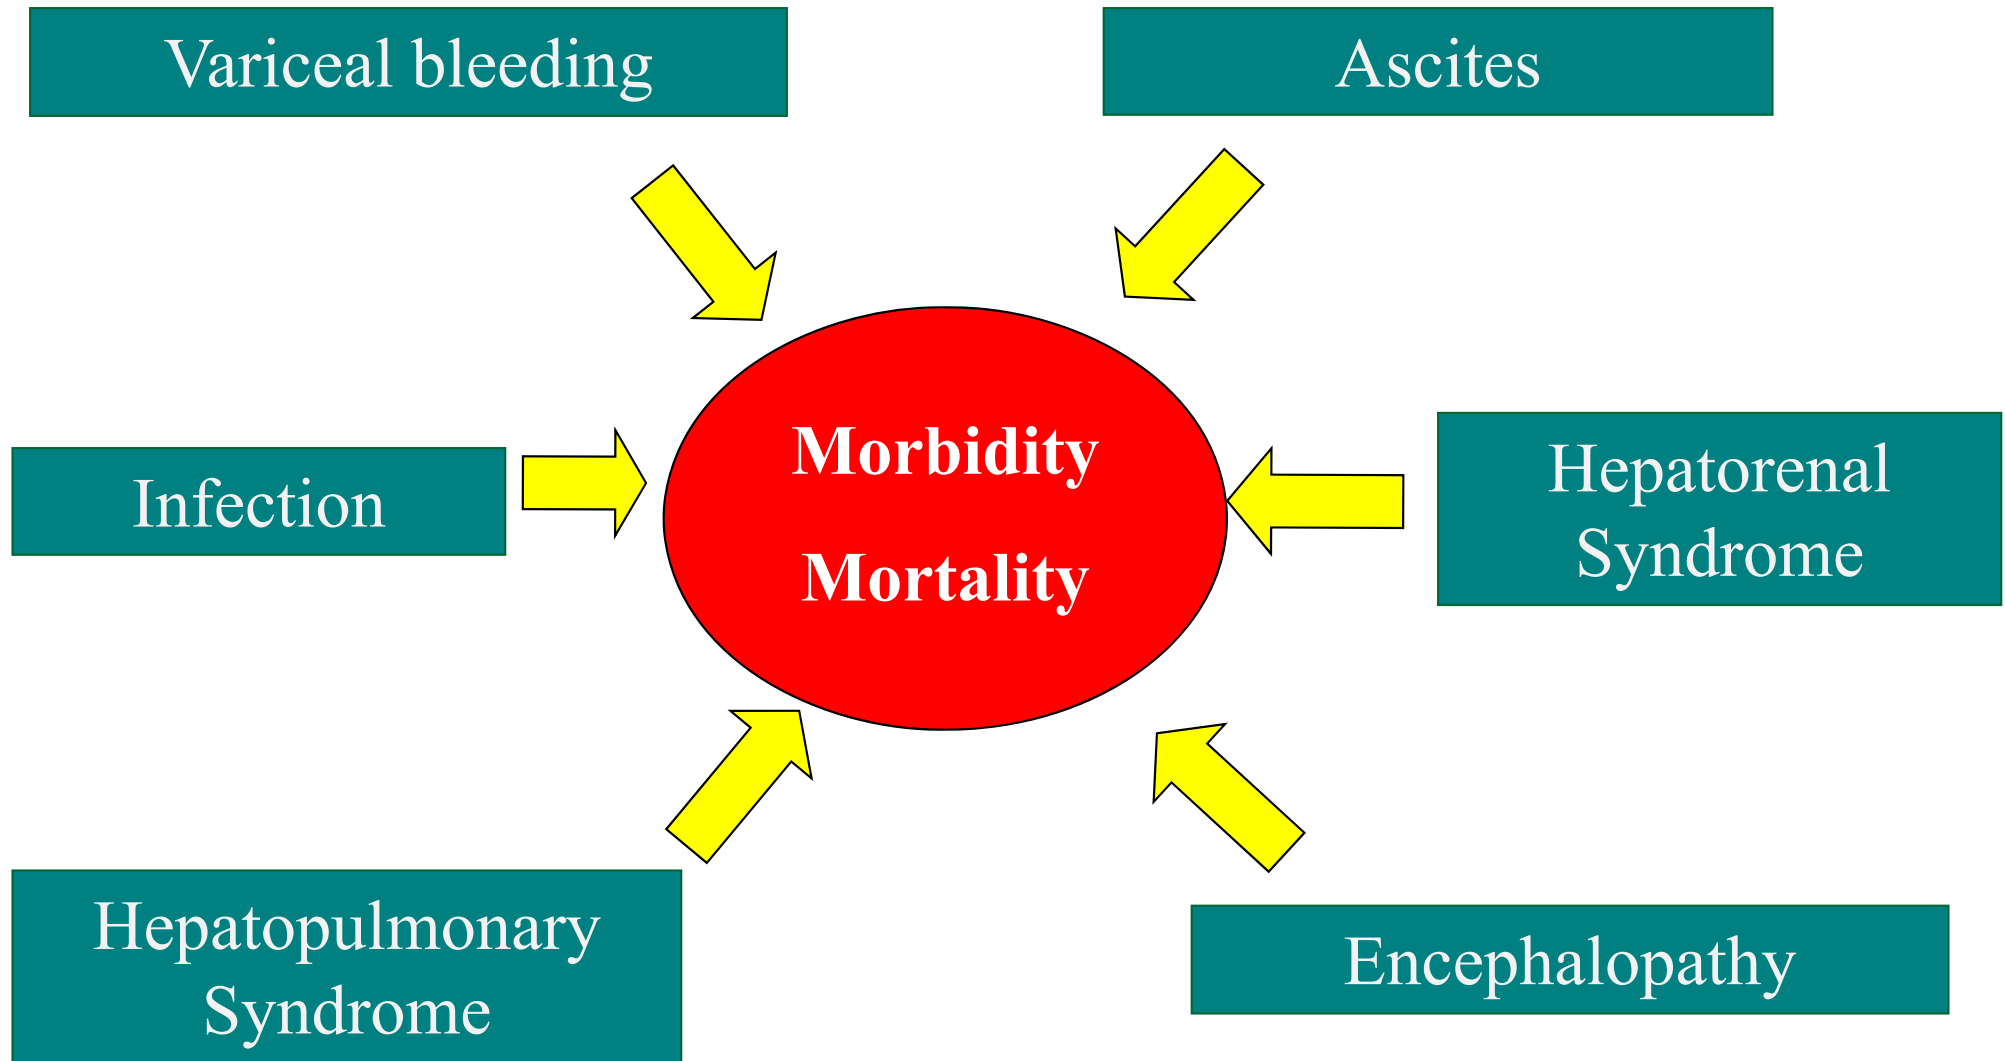 Variceal bleeding
Ascites
Infection
Morbidity
Mortality
Hepatorenal
Syndrome
Hepatopulmonary
Syndrome
Encephalopathy